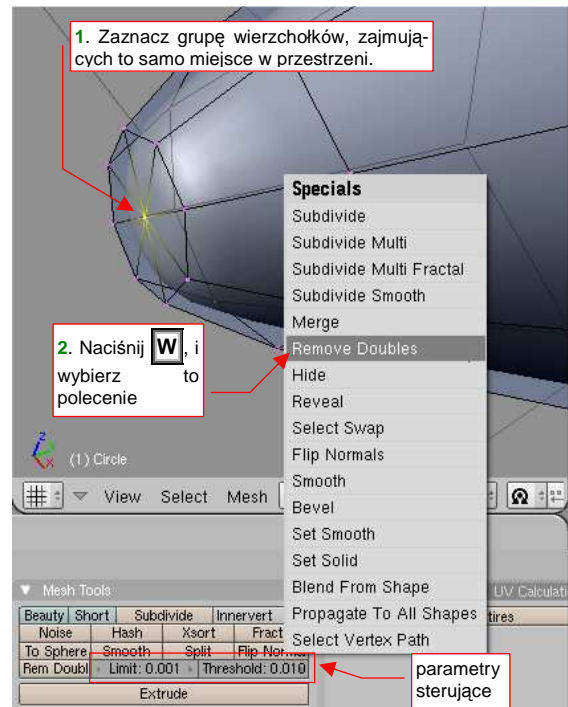 1. Zaznacz grupę wierzchołków, zajmują-
cych to samo miejsce w przestrzeni.
Specials
Subdivide
Subdivide Multi
Subdivide Multi Fractal
Subdivide Smooth
Merge
Remove Doubles
Hide
Reveal
Select Swap
Flip Normals
Smooth
Bevel
Set Smooth
Set Solid
Blend From Shape
Propagate To All Shapes
Select Vertex Path
2. Naciśnij W, i
wybierz to
polecenie
z
x
(1) Circle
View Select Mesh
Mesh Tools
UV Calculati
Beauty Short Subdivide Innervert
Noise Hash Xsort Fract
To Sphere Smooth Split Flip Normal
Rem Doubl Limit: 0.001 Threshold: 0.010
Extrude
tires
parametry
sterujące